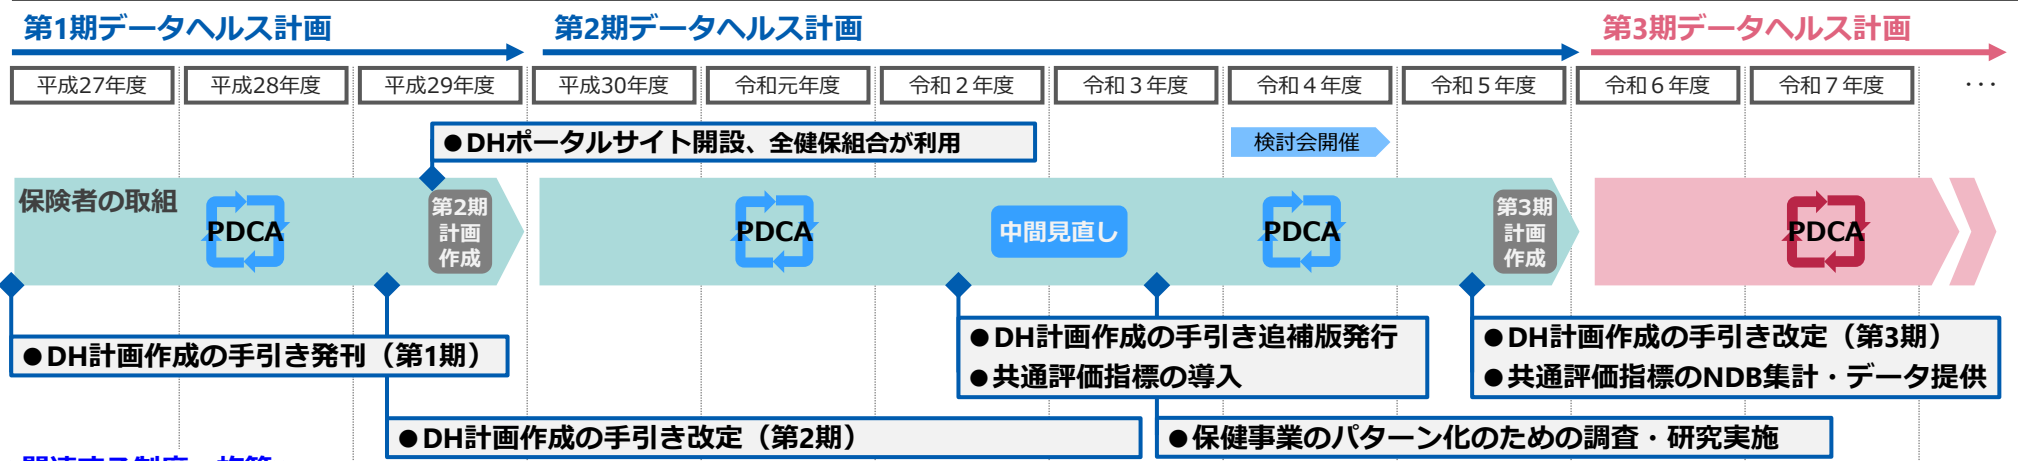 第1期データヘルス計画
第2期データヘルス計画
第3期データヘルス計画
平成27年度
平成28年度
平成29年度
平成30年度
令和元年度
令和２年度
令和３年度
令和４年度
令和５年度
令和６年度
令和７年度
･･･
●DHポータルサイト開設、全健保組合が利用
検討会開催
保険者の取組
PDCA
第2期
計画
作成
PDCA
中間見直し
PDCA
第3期
計画
作成
PDCA
●DH計画作成の手引き発刊（第1期）
●DH計画作成の手引き追補版発行
●共通評価指標の導入
●DH計画作成の手引き改定（第3期）
●共通評価指標のNDB集計・データ提供
●DH計画作成の手引き改定（第2期）
●保健事業のパターン化のための調査・研究実施